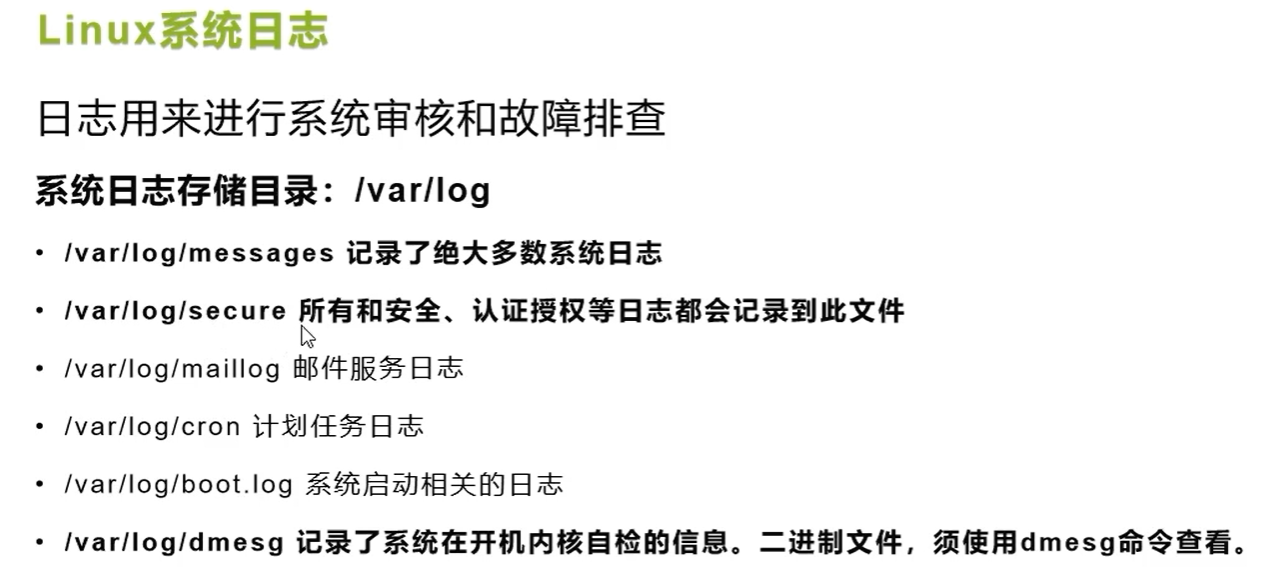 Linux系统日志
日志用来进行系统审核和故障排查
系统日志存储目录：/var/log
• /var/log/messages 记录了绝大多数系统日志
• /var/log/secure 所有和安全、认证授权等日志都会记录到此文件
• /var/log/maillog 邮件服务日志
• /var/log/cron 计划任务日志
• /var/log/boot.log 系统启动相关的日志
• /var/log/dmesg 记录了系统在开机内核自检的信息。二进制文件，须使用dmesg命令查看。